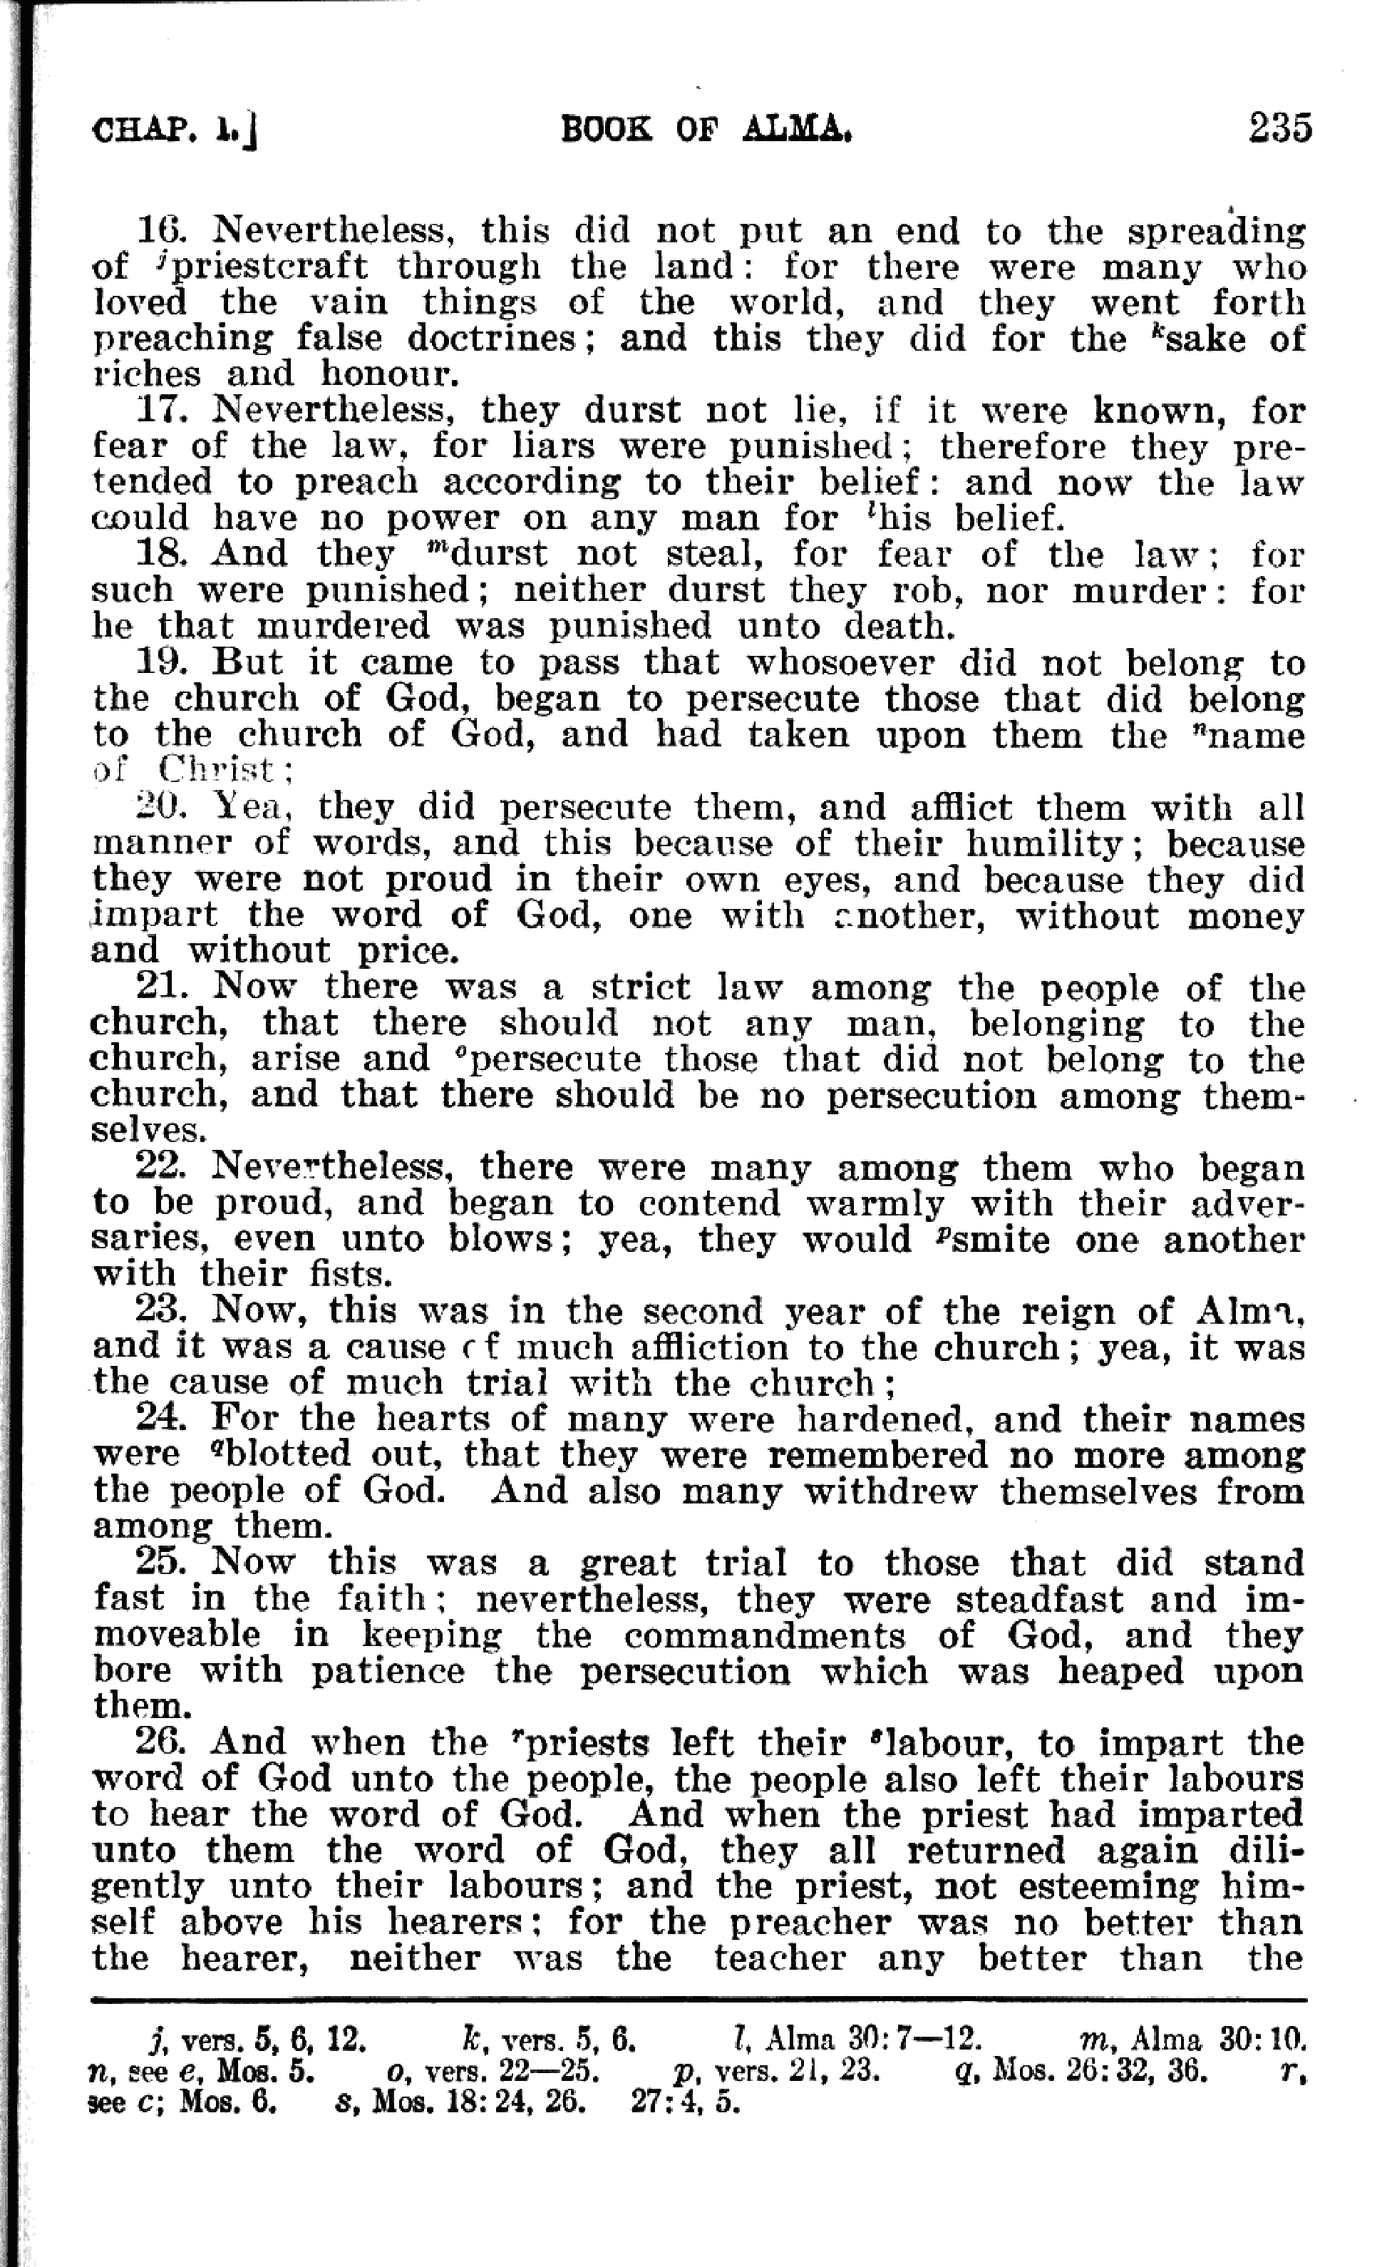 CHAP. 1.] BOOK OF ALMA. 235
16. Nevertheless, this did not put an end to the spreading
of jpriestcraft through the land: for there were many who
loved the vain things of the world, and they went forth
preaching false doctrines; and this they did for the ksake of
riches and honour.
17. Nevertheless, they durst not lie, if it were known, for
fear of the law, for liars were punished; therefore they pre-
tended to preach according to their belief: and now the law
could have no power on any man for lhis belief.
18. And they mdurst not steal, for fear of the law; for
such were punished; neither durst they rob, nor murder: for
he that murdered was punished unto death.
19. But it came to pass that whosoever did not belong to
the church of God, began to persecute those that did belong
to the church of God, and had taken upon them the nname
of Christ;
20. Yea, they did persecute them, and afflict them with all
manner of words, and this because of their humility; because
they were not proud in their own eyes, and because they did
impart the word of God, one with another, without money
and without price.
21. Now there was a strict law among the people of the
church, that there should not any man, belonging to the
church, arise and opersecute those that did not belong to the
church, and that there should be no persecution among them-
selves.
22. Nevertheless, there were many among them who began
to be proud, and began to contend warmly with their adver-
saries, even unto blows; yea, they would psmite one another
with their fists.
23. Now, this was in the second year of the reign of Alma,
and it was a cause of much affliction to the church; yea, it was
the cause of much trial with the church;
24. For the hearts of many were hardened, and their names
were qblotted out, that they were remembered no more among
the people of God. And also many withdrew themselves from
among them.
25. Now this was a great trial to those that did stand
fast in the faith; nevertheless, they were steadfast and im-
moveable in keeping the commandments of God, and they
bore with patience the persecution which was heaped upon
them.
26. And when the rpriests left their slabour, to impart the
word of God unto the people, the people also left their labours
to hear the word of God. And when the priest had imparted
unto them the word of God, they all returned again dili-
gently unto their labours; and the priest, not esteeming him-
self above his hearers; for the preacher was no better than
the hearer, neither was the teacher any better than the
j, vers. 5, 6, 12. k, vers. 5, 6. l, Alma 30: 7—12. m, Alma 30: 10.
n, see e, Mos. 5. o, vers. 22—25. p, vers. 21, 23. q, Mos. 26: 32, 36. r,
see c; Mos. 6. s, Mos. 18: 24, 26. 27: 4, 5.